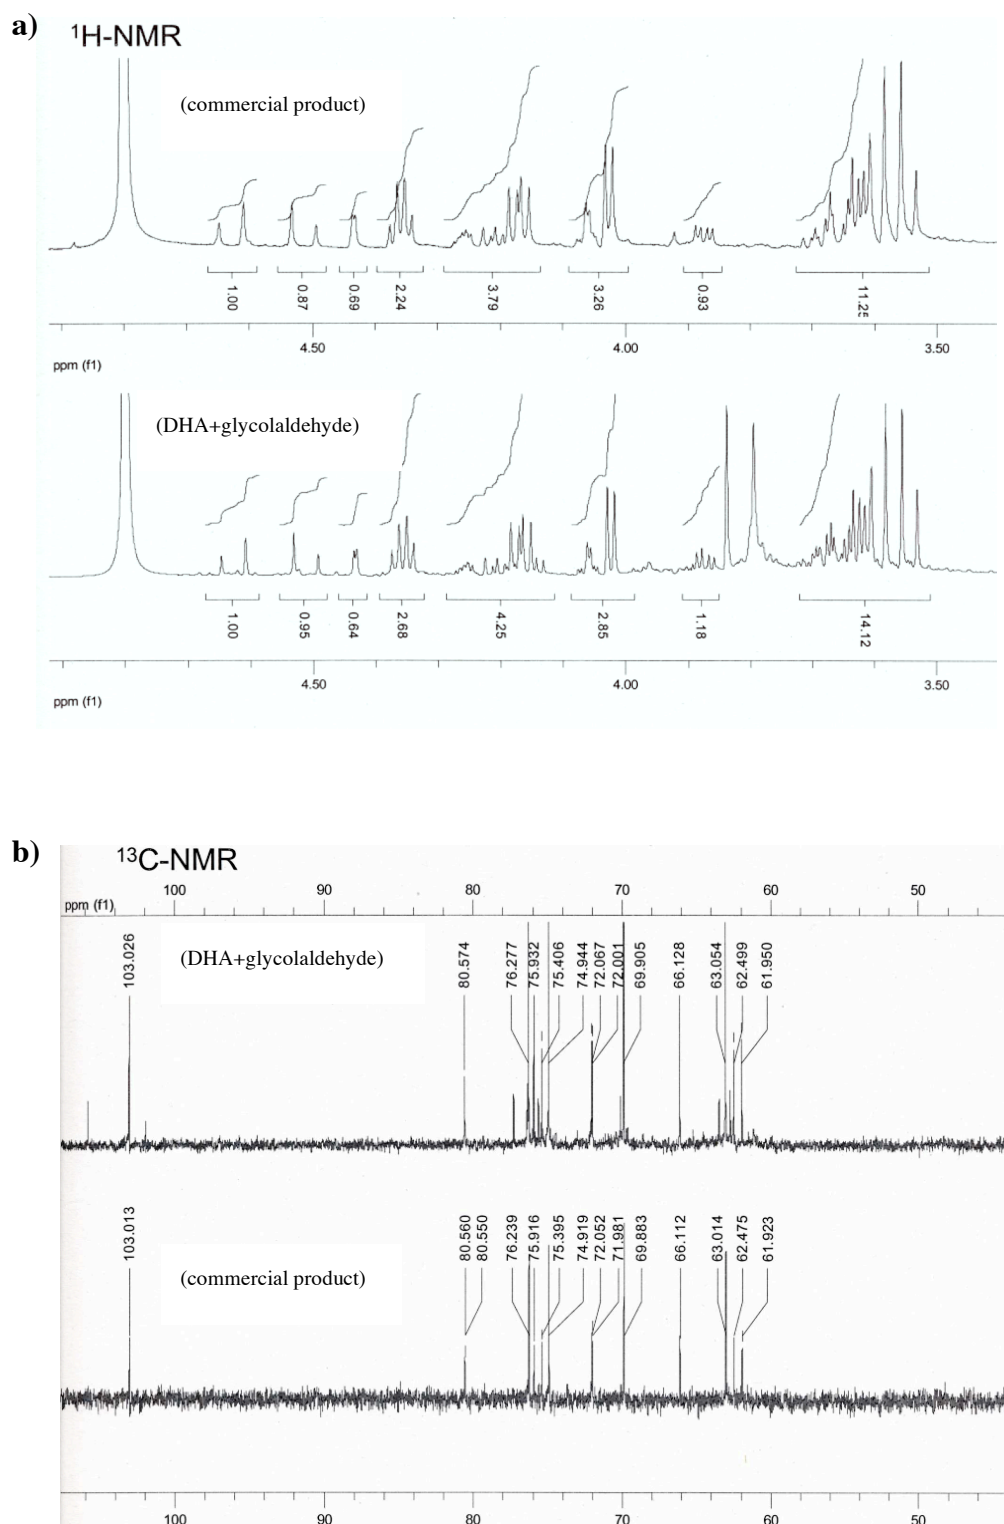 a)
¹H-NMR
(commercial product)
1.00 0.87 0.69 2.24 3.79 3.26 0.93 11.25
4.50 4.00 3.50
ppm (f1)
(DHA+glycolaldehyde)
1.00 0.95 0.64 2.68 4.25 2.85 1.18 14.12
4.50 4.00 3.50
ppm (f1)
b)
¹³C-NMR
100 90 80 70 60 50
ppm (f1)
(DHA+glycolaldehyde)
103.026 80.574 76.277 75.932 75.406 74.944 72.067 72.001 69.905 66.128 63.054 62.499 61.950
(commercial product)
103.013 80.560 80.550 76.239 75.916 75.395 74.919 72.052 71.981 69.883 66.112 63.014 62.475 61.923
100 90 80 70 60 50